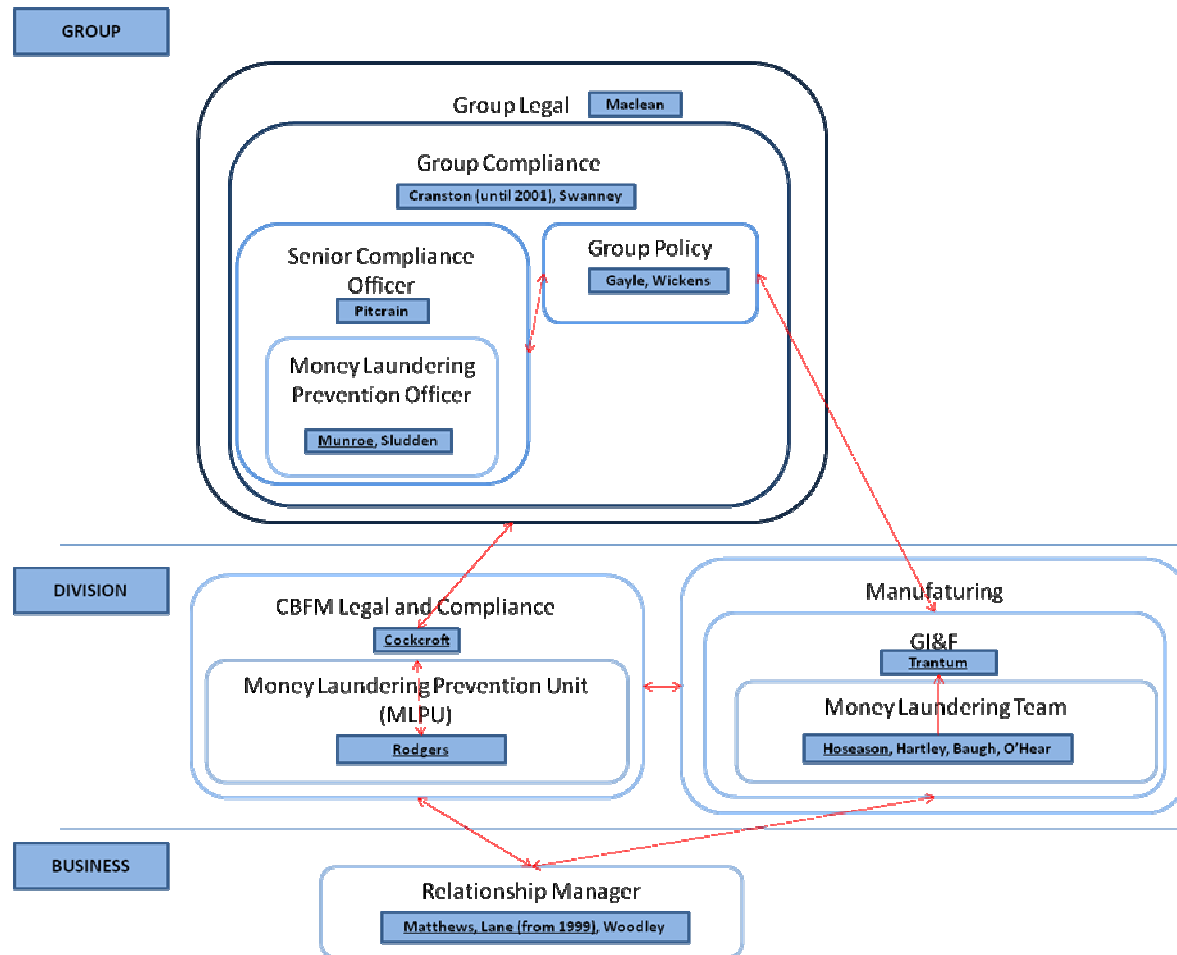 GROUP
Group Legal
Maclean
Group Compliance
Cranston (until 2001), Swanney
Senior Compliance
Officer
Pitcrain
Group Policy
Gayle, Wickens
Money Laundering
Prevention Officer
Munroe, Sludden
DIVISION
CBFM Legal and Compliance
Cockcroft
Money Laundering Prevention Unit
(MLPU)
Rodgers
Manufaturing
GI&F
Trantum
Money Laundering Team
Hoseason, Hartley, Baugh, O'Hear
BUSINESS
Relationship Manager
Matthews, Lane (from 1999), Woodley